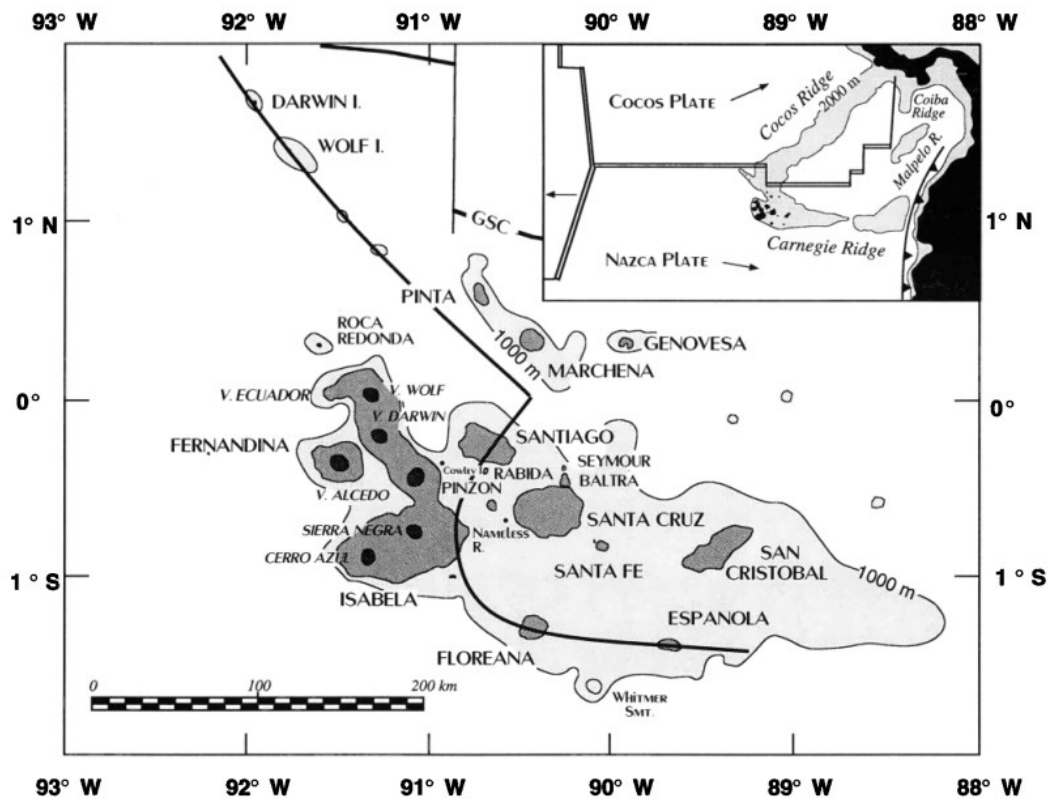 93° W 92° W 91° W 90° W 89° W 88° W
DARWIN I.
WOLF I.
GSC
COCOS PLATE
Cocos Ridge
2000 m
Coiba
Ridge
Malpelo R.
Carnegie Ridge
NAZCA PLATE
1° N 1° N
PINTA
ROCA
REDONDA
1000 m
MARCHENA
GENOVESA
0° 0°
V. ECUADOR
V. WOLF
V. DARWIN
FERNANDINA
SANTIAGO
Cowley I.
RABIDA
SEYMOUR
BALTRA
V. ALCEDO
PINZON
SIERRA NEGRA
NAMELESS
R.
SANTA CRUZ
CERRO AZUL
SANTA FE
SAN
CRISTOBAL
1000 m
1° S 1° S
ISABELA
ESPANOLA
FLOREANA
WHITMER
SMT.
0 100 200 km
93° W 92° W 91° W 90° W 89° W 88° W